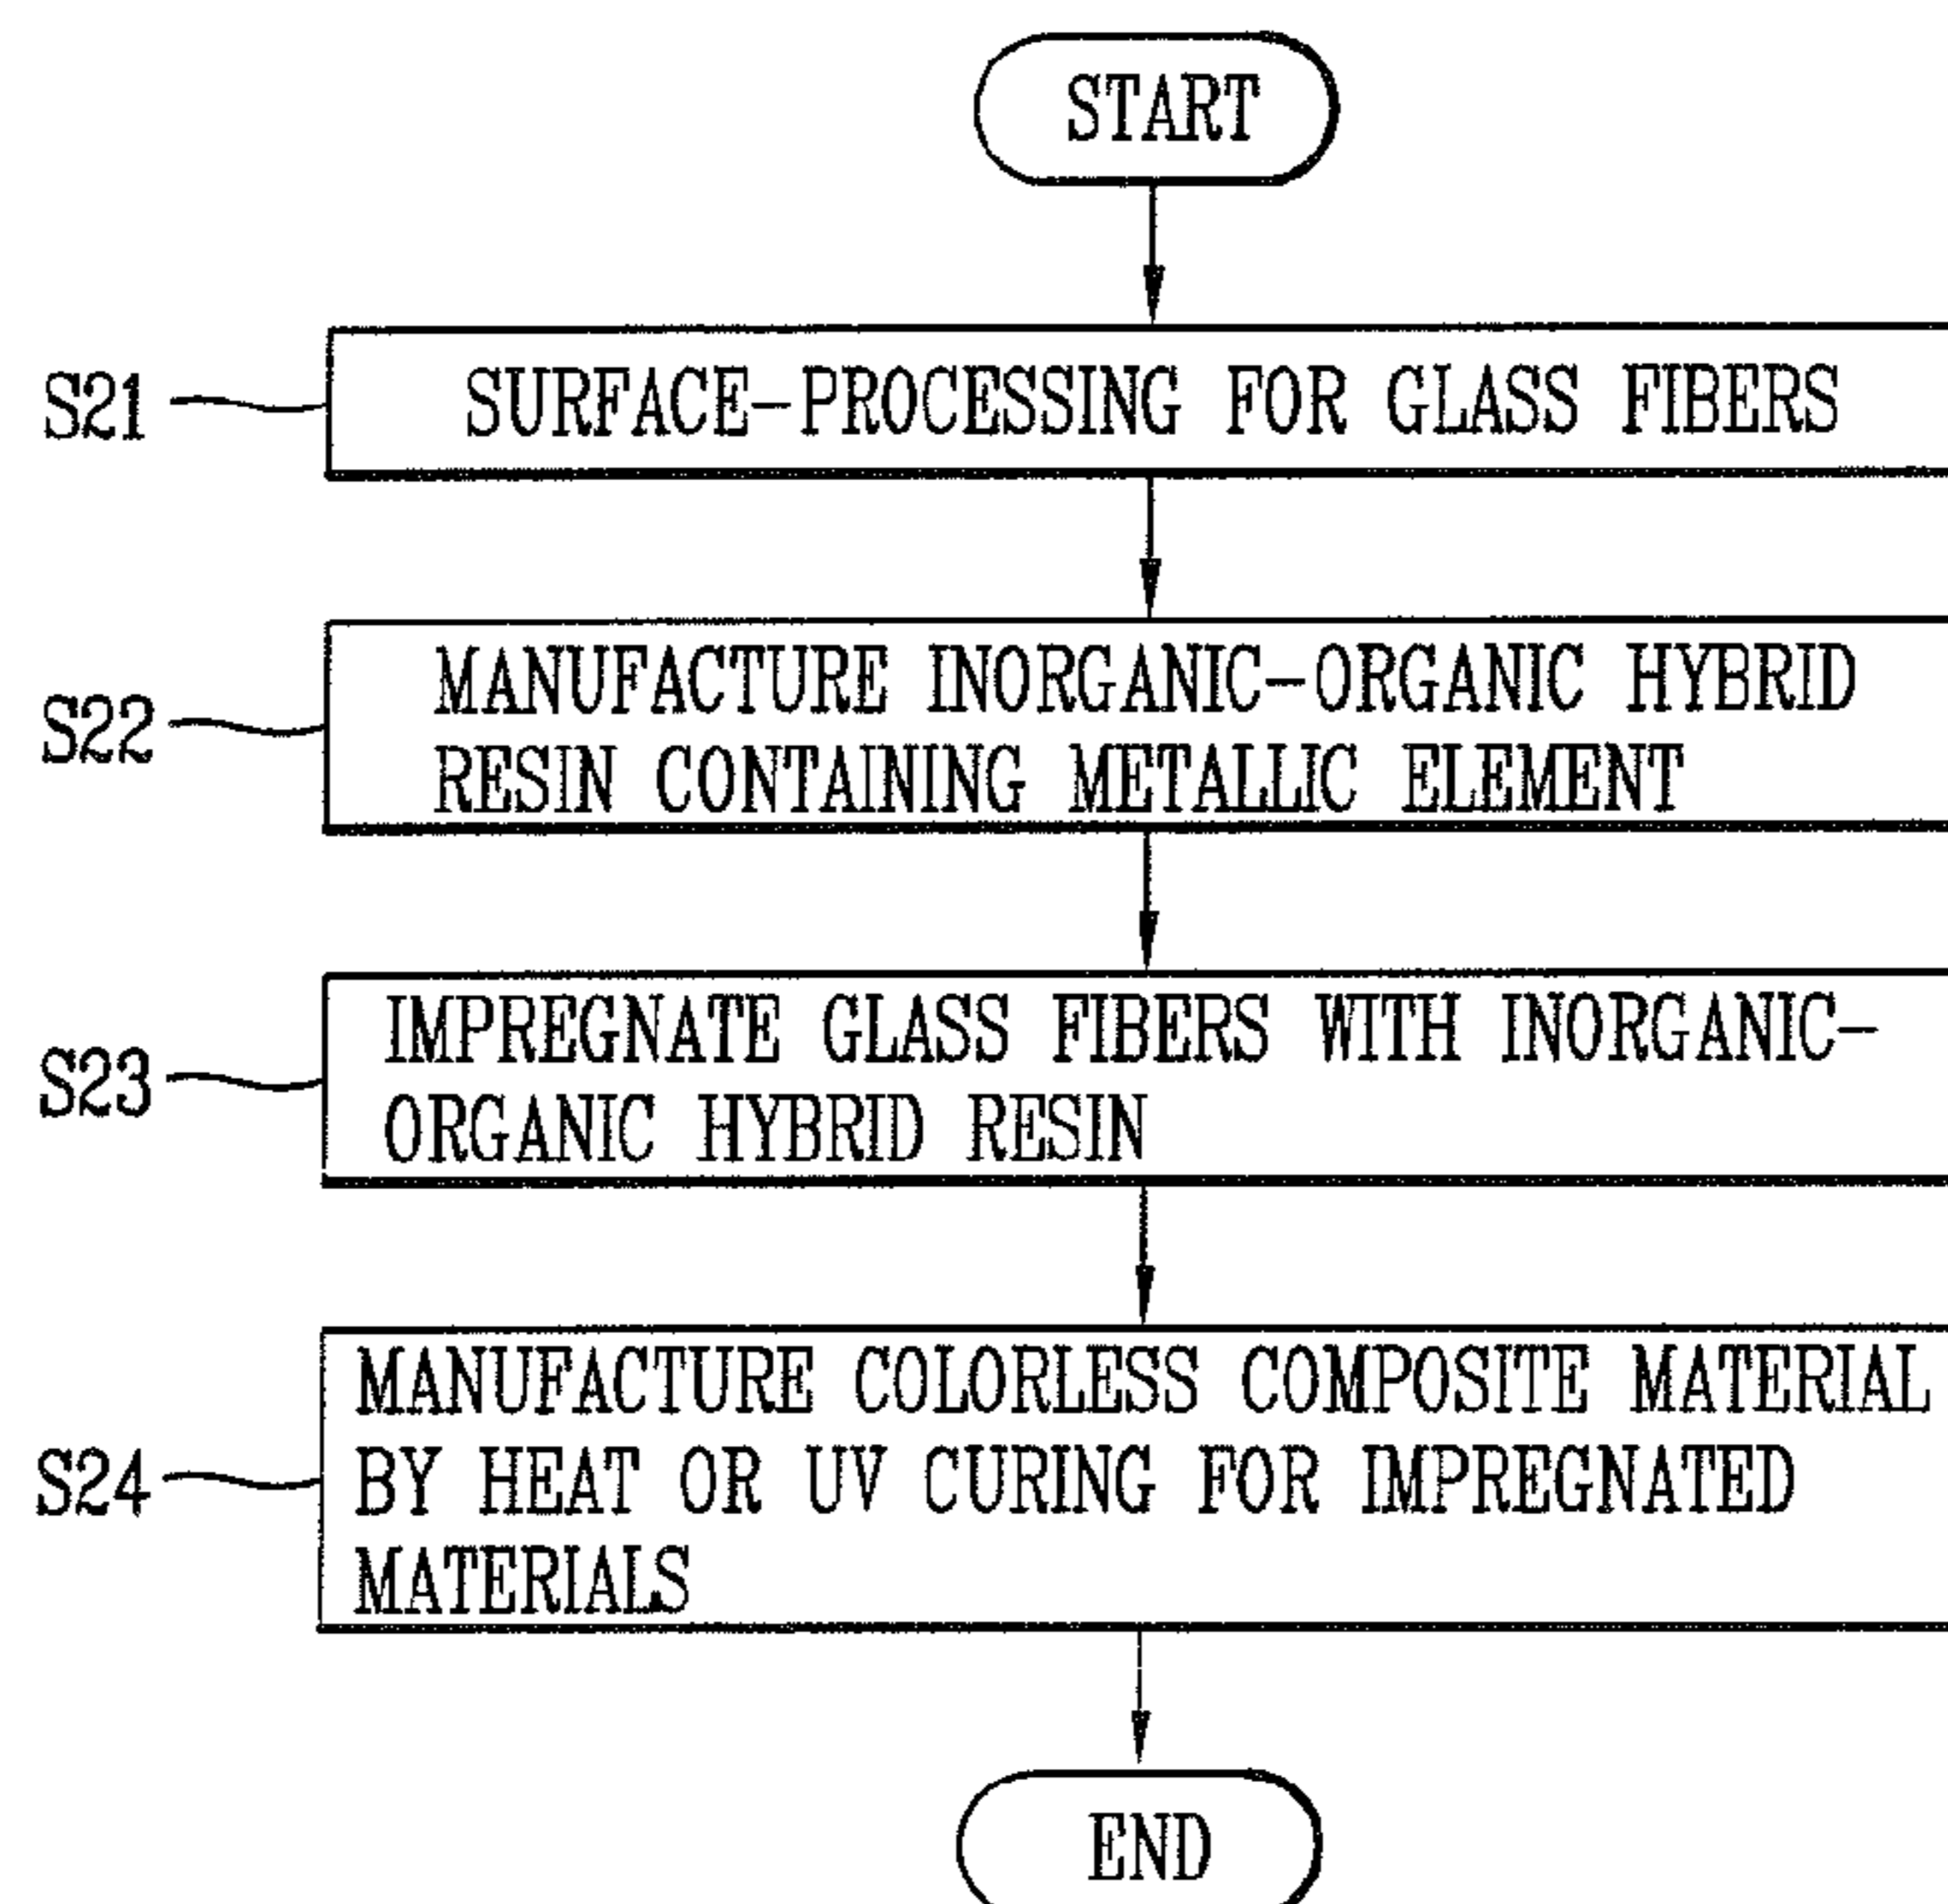 START
S21
SURFACE-PROCESSING FOR GLASS FIBERS
S22
MANUFACTURE INORGANIC-ORGANIC HYBRID
RESIN CONTAINING METALLIC ELEMENT
S23
IMPREGNATE GLASS FIBERS WITH INORGANIC-
ORGANIC HYBRID RESIN
S24
MANUFACTURE COLORLESS COMPOSITE MATERIAL
BY HEAT OR UV CURING FOR IMPREGNATED
MATERIALS
END